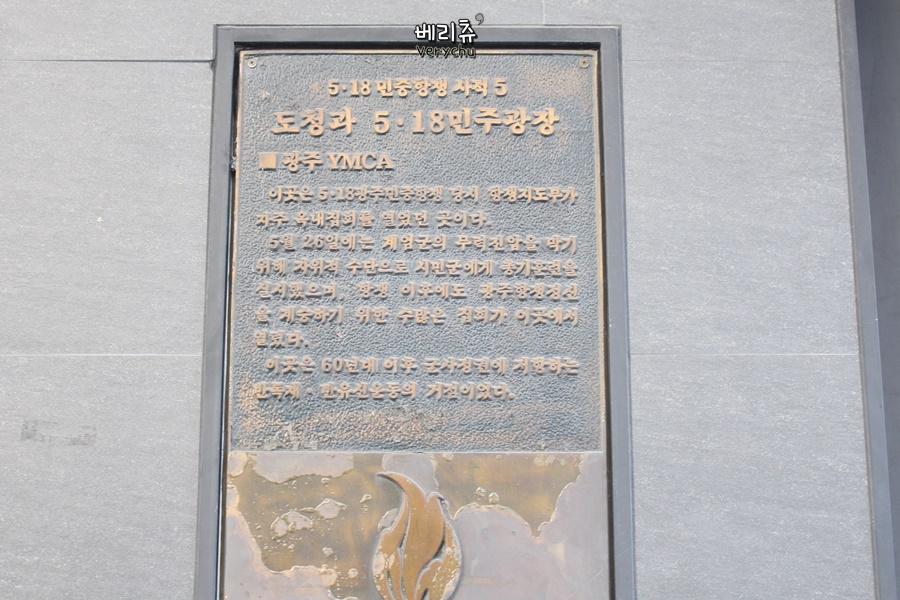 베리츄
Verychu
5·18 민중항쟁 사적 5
도청과 5·18민주광장
■ 광주 YMCA
이곳은 5·18광주민중항쟁 당시 항쟁지도부가
자주 옥내집회를 열었던 곳이다.
5월 26일에는 계엄군의 무력진압을 막기
위해 자위적 수단으로 시민군에게 총기훈련을
실시했으며, 항쟁 이후에도 광주항쟁정신
을 계승하기 위한 수많은 집회가 이곳에서
열렸다.
이곳은 60년대 이후 군사정권에 저항하는
반독재·반유신운동의 거점이었다.